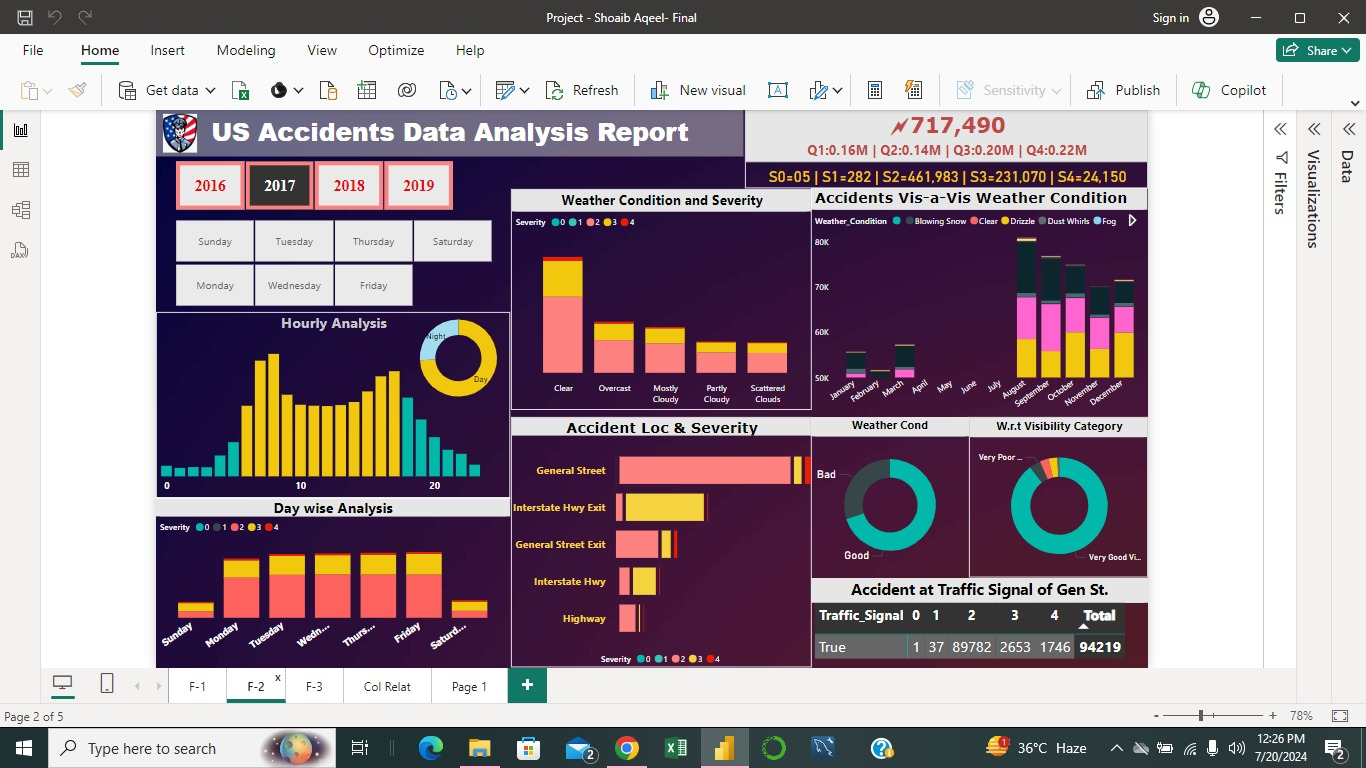 Project - Shoaib Aqeel- Final
Sign in
File Home Insert Modeling View Optimize Help
Share
Get data
Refresh
New visual
Sensitivity
Publish
Copilot
US Accidents Data Analysis Report
717,490
Q1:0.16M | Q2:0.14M | Q3:0.20M | Q4:0.22M
S0=05 | S1=282 | S2=461,983 | S3=231,070 | S4=24,150
2016 2017 2018 2019
Sunday Tuesday Thursday Saturday
Monday Wednesday Friday
Hourly Analysis
Night
Day
0 10 20
Day wise Analysis
Severity 0 1 2 3 4
Sunday Monday Tuesday Wedn... Thurs... Friday Saturd...
Weather Condition and Severity
Severity 0 1 2 3 4
Clear Overcast Mostly Cloudy Partly Cloudy Scattered Clouds
Accidents Vis-a-Vis Weather Condition
Weather_Condition Blowing Snow Clear Drizzle Dust Whirls Fog
80K
70K
60K
50K
January February March April May June July August September October November December
Accident Loc & Severity
General Street
Interstate Hwy Exit
General Street Exit
Interstate Hwy
Highway
Severity 0 1 2 3 4
Weather Cond
Bad
Good
W.r.t Visibility Category
Very Poor ...
Very Good Vi...
Accident at Traffic Signal of Gen St.
Traffic_Signal 0 1 2 3 4 Total
True 1 37 89782 2653 1746 94219
Filters
Visualizations
Data
DAX
F-1 F-2 x F-3 Col Relat Page 1 +
Page 2 of 5
- + 78%
Type here to search
2
36°C Haze
12:26 PM
7/20/2024
2